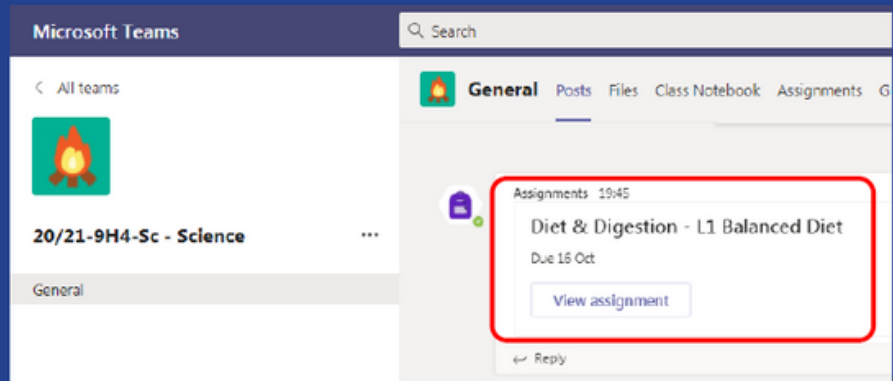 Microsoft Teams
Search
All teams
General Posts Files Class Notebook Assignments G
Assignments 19:45
Diet & Digestion - L1 Balanced Diet
Due 16 Oct
View assignment
20/21-9H4-Sc - Science
...
General
Reply